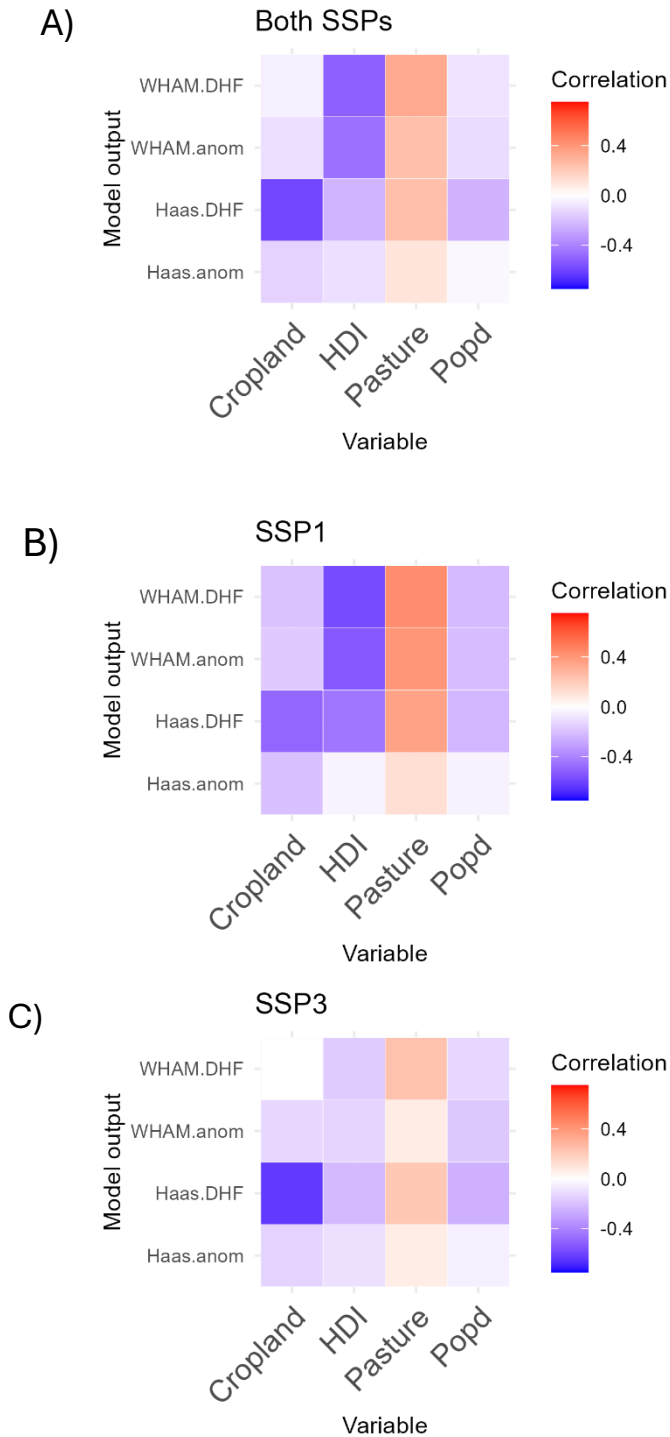 A)
Both SSPs
Model output
WHAM.DHF
WHAM.anom
Haas.DHF
Haas.anom
Cropland
HDI
Pasture
Popd
Variable
Correlation
0.4
0.0
-0.4
B)
SSP1
Model output
WHAM.DHF
WHAM.anom
Haas.DHF
Haas.anom
Cropland
HDI
Pasture
Popd
Variable
Correlation
0.4
0.0
-0.4
C)
SSP3
Model output
WHAM.DHF
WHAM.anom
Haas.DHF
Haas.anom
Cropland
HDI
Pasture
Popd
Variable
Correlation
0.4
0.0
-0.4